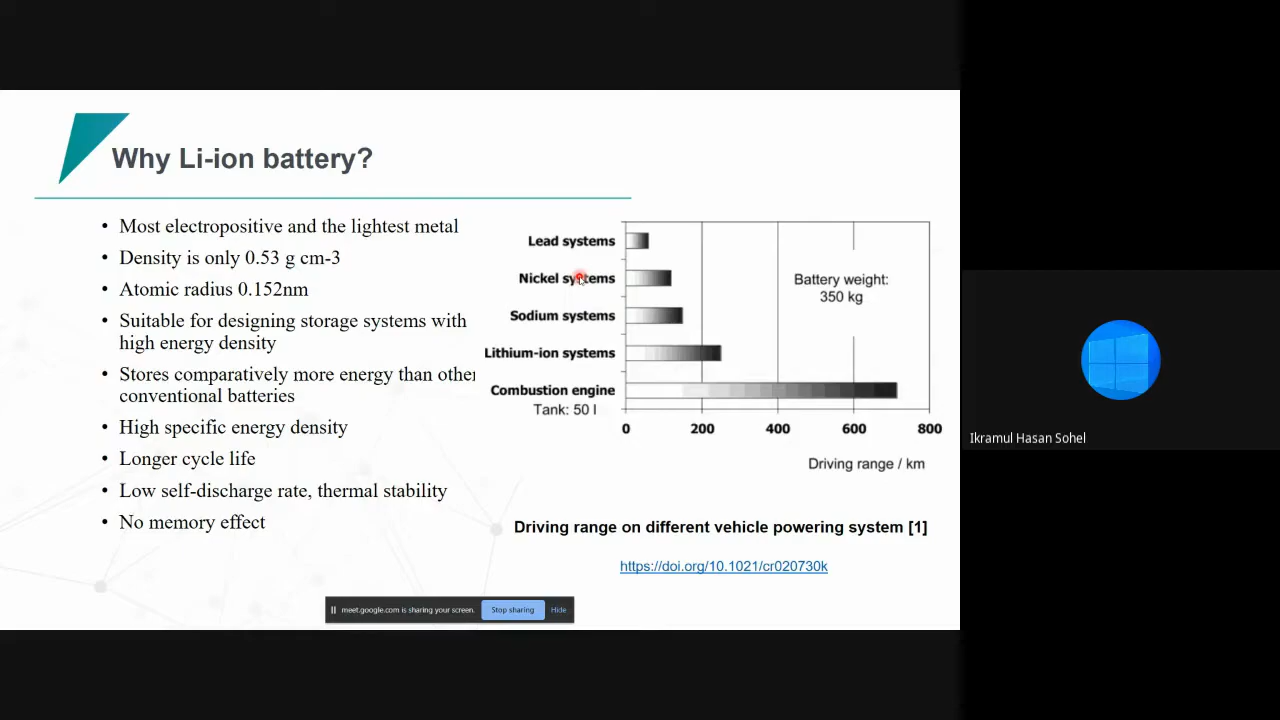 Why Li-ion battery?
• Most electropositive and the lightest metal
• Density is only 0.53 g cm-3
• Atomic radius 0.152nm
• Suitable for designing storage systems with
high energy density
• Stores comparatively more energy than other
conventional batteries
• High specific energy density
• Longer cycle life
• Low self-discharge rate, thermal stability
• No memory effect
Lead systems
Nickel systems
Sodium systems
Lithium-ion systems
Combustion engine
Tank: 50 l
Battery weight:
350 kg
0 200 400 600 800
Driving range / km
Driving range on different vehicle powering system [1]
https://doi.org/10.1021/cr020730k
meet.google.com is sharing your screen. Stop sharing Hide
Ikramul Hasan Sohel